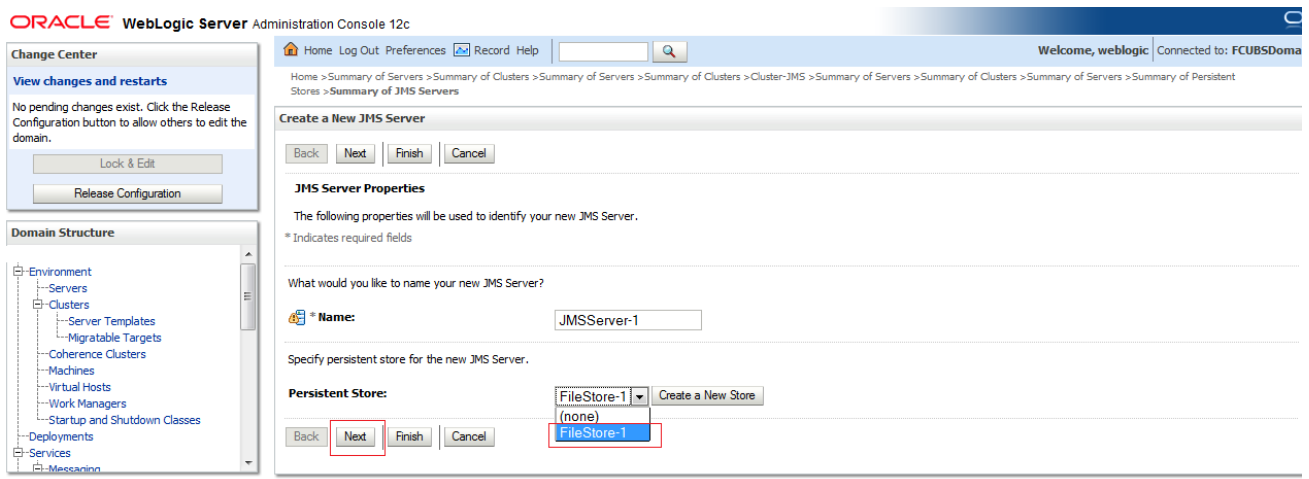 ORACLE WebLogic Server Administration Console 12c
Change Center
View changes and restarts
No pending changes exist. Click the Release
Configuration button to allow others to edit the
domain.
Lock & Edit
Release Configuration
Domain Structure
Environment
Servers
Clusters
Server Templates
Migratable Targets
Coherence Clusters
Machines
Virtual Hosts
Work Managers
Startup and Shutdown Classes
Deployments
Services
Messaging
Home Log Out Preferences Record Help
Welcome, weblogic Connected to: FCUBSDoma
Home >Summary of Servers >Summary of Clusters >Summary of Servers >Summary of Clusters >Cluster-JMS >Summary of Servers >Summary of Clusters >Summary of Servers >Summary of Persistent
Stores >Summary of JMS Servers
Create a New JMS Server
Back Next Finish Cancel
JMS Server Properties
The following properties will be used to identify your new JMS Server.
* Indicates required fields
What would you like to name your new JMS Server?
* Name: JMSServer-1
Specify persistent store for the new JMS Server.
Persistent Store: FileStore-1 Create a New Store
(none)
FileStore-1
Back Next Finish Cancel